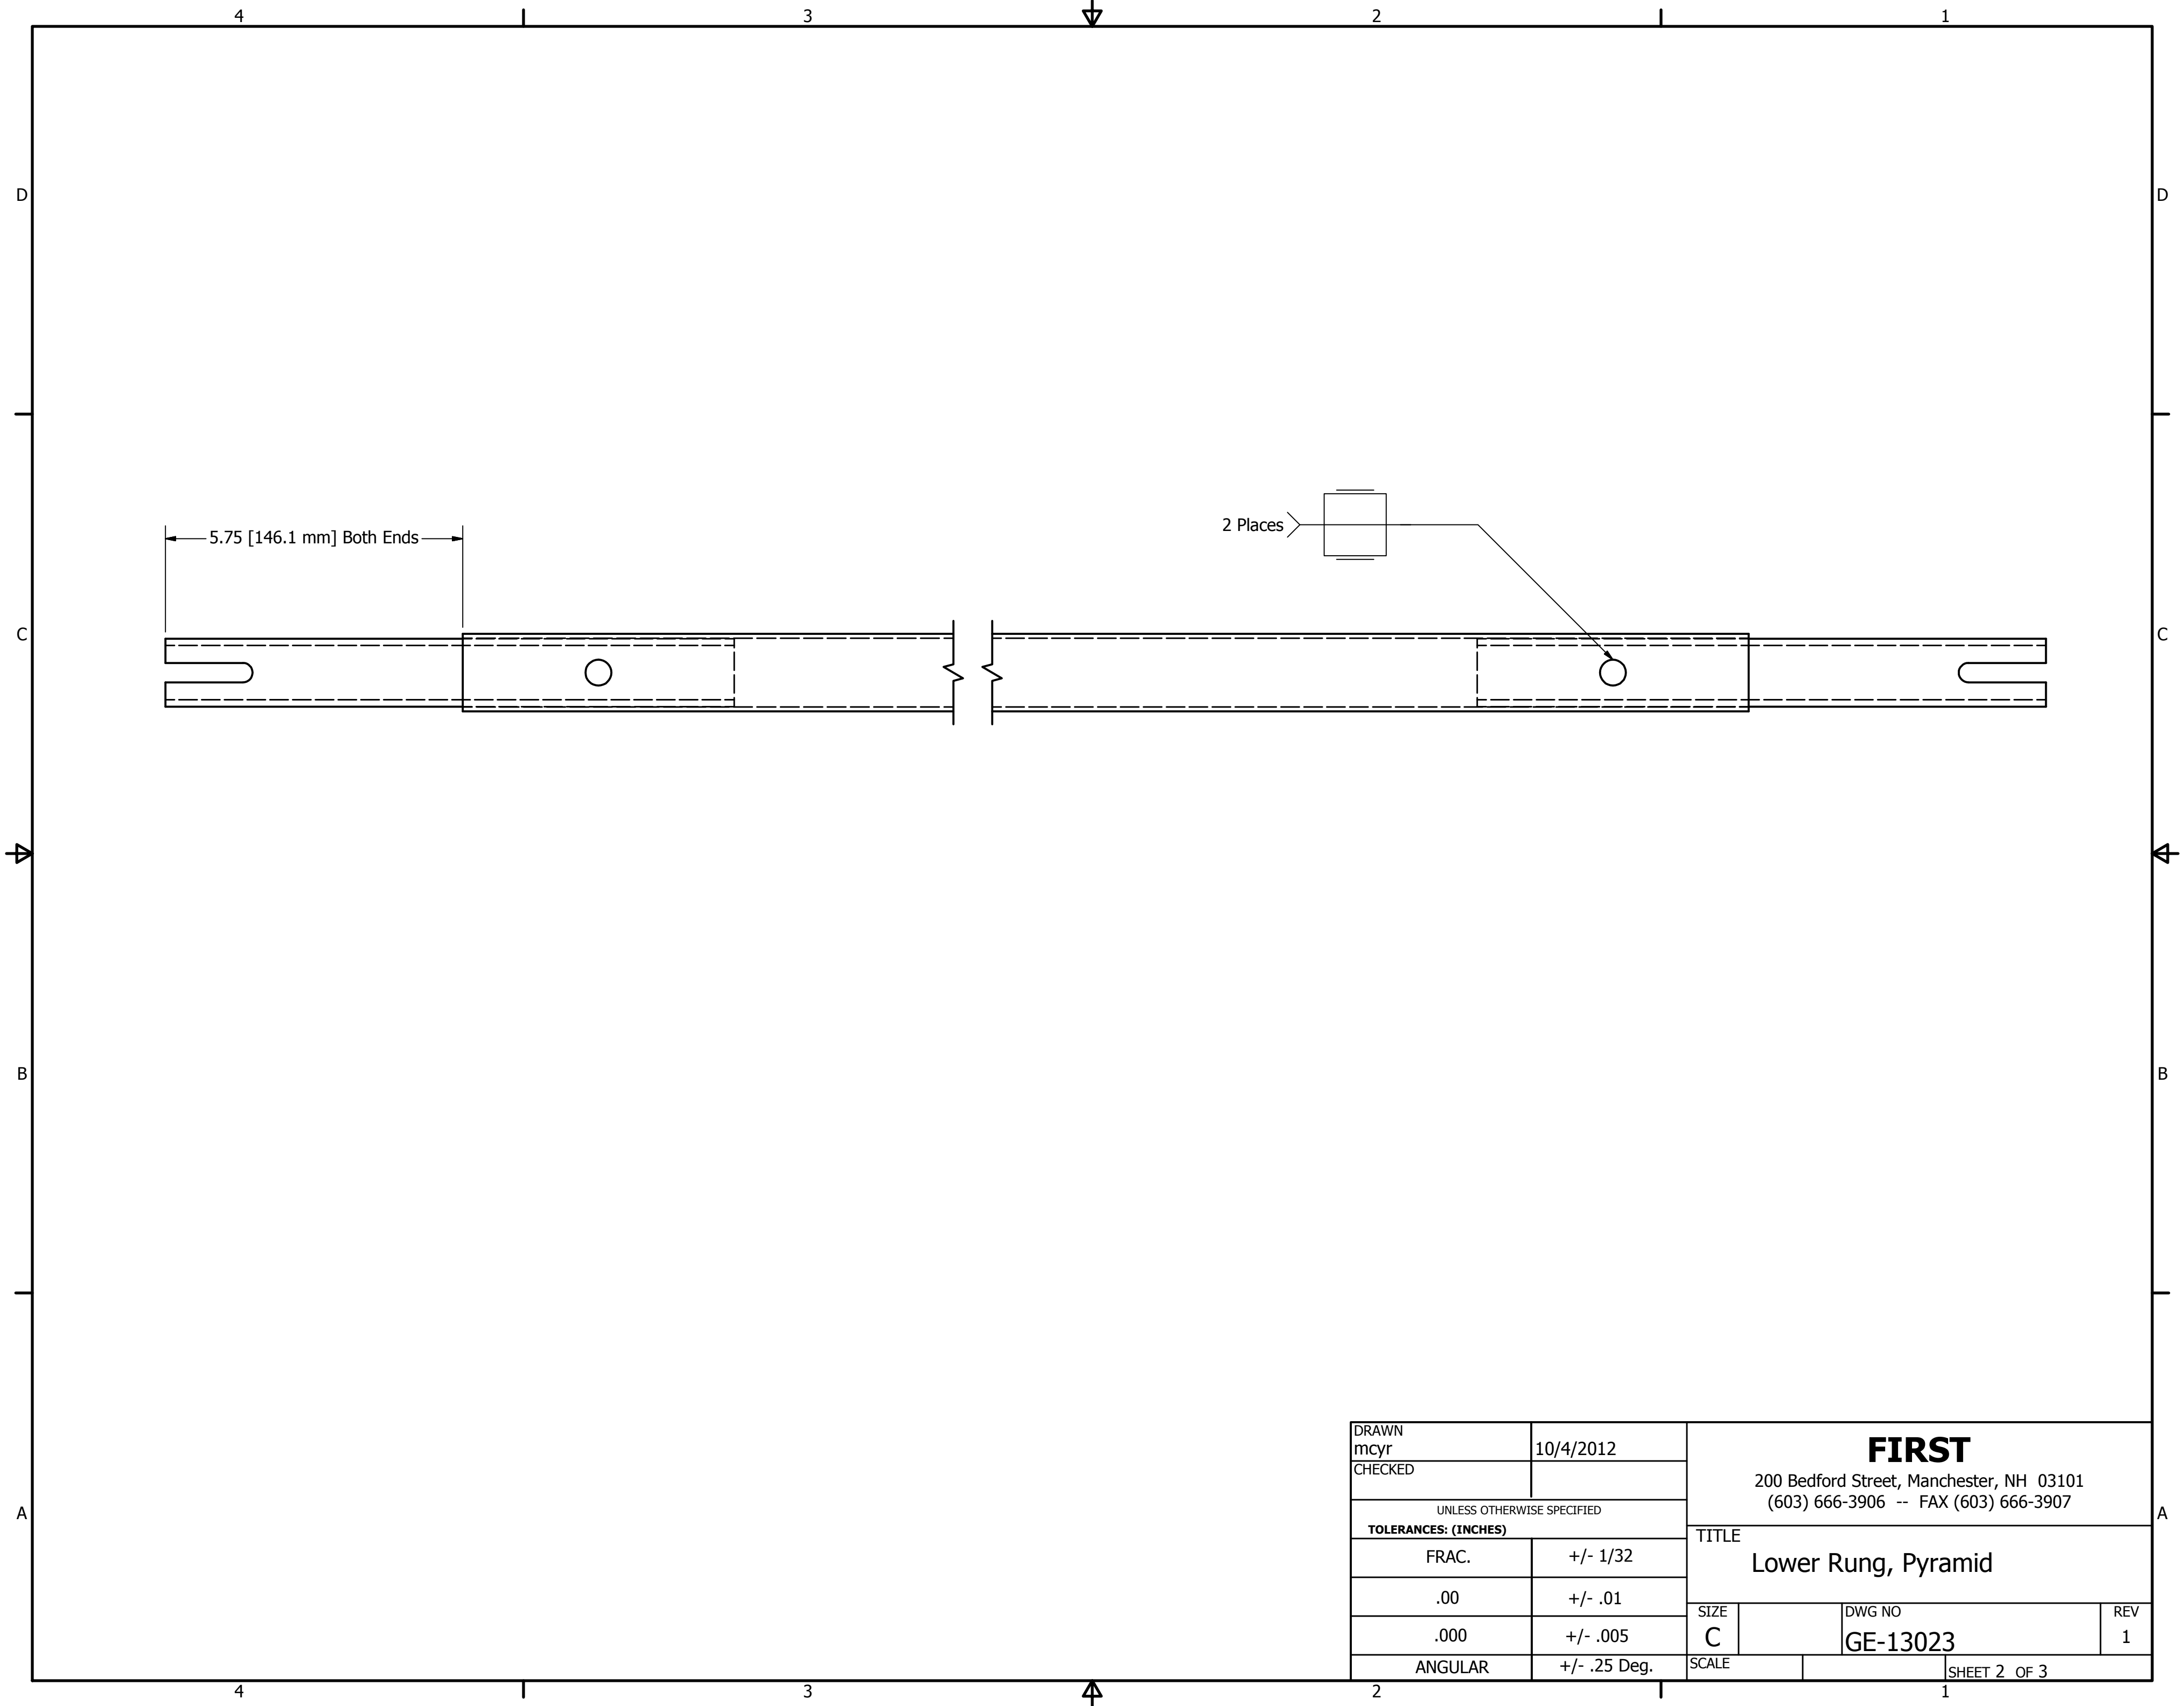 4 3 2 1
D D
5.75 [146.1 mm] Both Ends
2 Places
C C
B B
A A
DRAWN
mcyr 10/4/2012
CHECKED
UNLESS OTHERWISE SPECIFIED
TOLERANCES: (INCHES)
FRAC. +/- 1/32
.00 +/- .01
.000 +/- .005
ANGULAR +/- .25 Deg.
FIRST
200 Bedford Street, Manchester, NH 03101
(603) 666-3906 -- FAX (603) 666-3907
TITLE
Lower Rung, Pyramid
SIZE
C
DWG NO
GE-13023
REV
1
SCALE
SHEET 2 OF 3
4 3 2 1